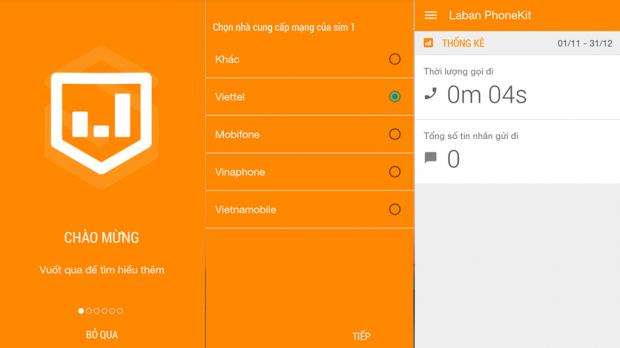 CHÀO MỪNG
Vuốt qua để tìm hiểu thêm
BỎ QUA
Chọn nhà cung cấp mạng của sim 1
Khác
Viettel
Mobifone
Vinaphone
Vietnamobile
TIẾP
Laban PhoneKit
THỐNG KÊ 01/11 - 31/12
Thời lượng gọi đi
0m 04s
Tổng số tin nhắn gửi đi
0